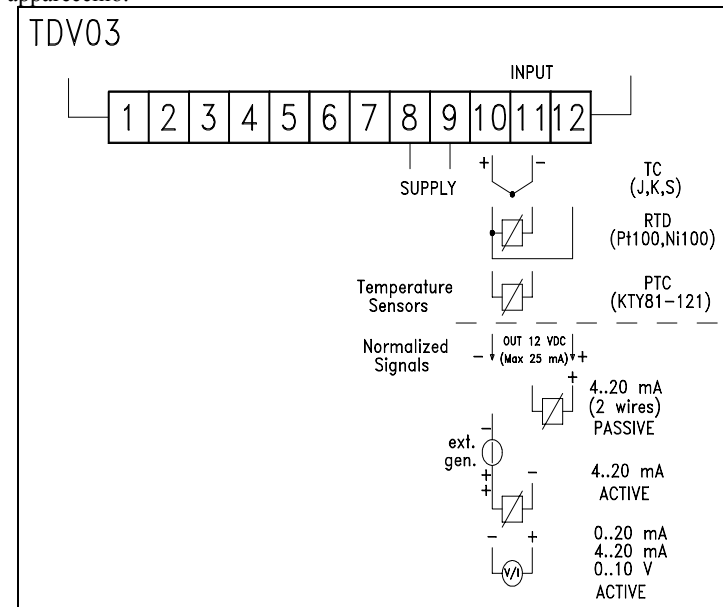 TDV03
INPUT
1 2 3 4 5 6 7 8 9 10 11 12
SUPPLY
+ -
TC
(J,K,S)
RTD
(Pt100,Ni100)
Temperature
Sensors
PTC
(KTY81-121)
Normalized
Signals
- OUT 12 VDC +
(Max 25 mA)
+
4..20 mA
(2 wires)
PASSIVE
-
ext.
gen.
+
+ -
4..20 mA
ACTIVE
- +
V/I
0..20 mA
4..20 mA
0..10 V
ACTIVE